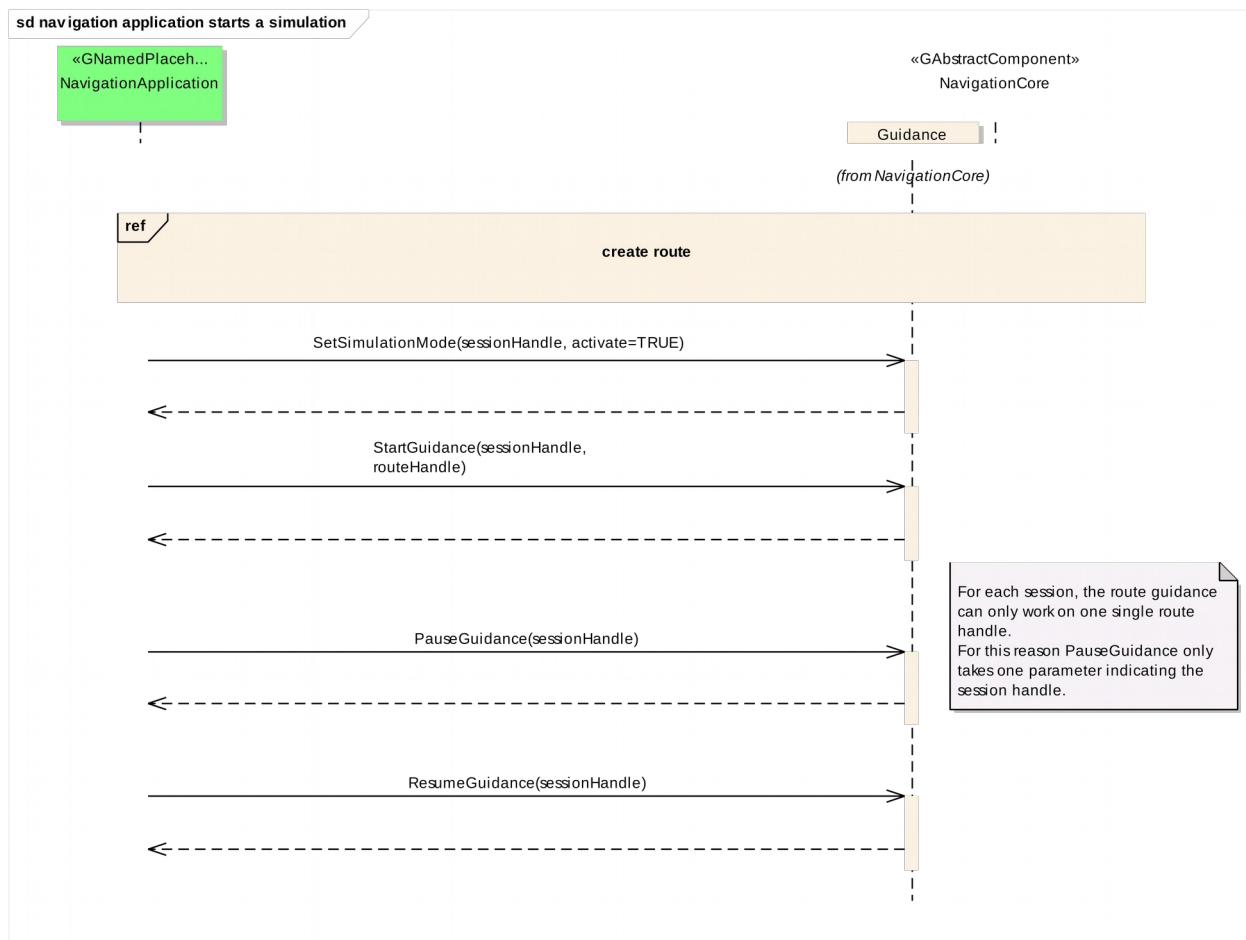 sd navigation application starts a simulation
«GNamedPlaceh...
NavigationApplication
«GAbstractComponent»
NavigationCore
Guidance
(from NavigationCore)
ref
create route
SetSimulationMode(sessionHandle, activate=TRUE)
StartGuidance(sessionHandle,
routeHandle)
For each session, the route guidance
can only work on one single route
handle.
For this reason PauseGuidance only
takes one parameter indicating the
session handle.
PauseGuidance(sessionHandle)
ResumeGuidance(sessionHandle)